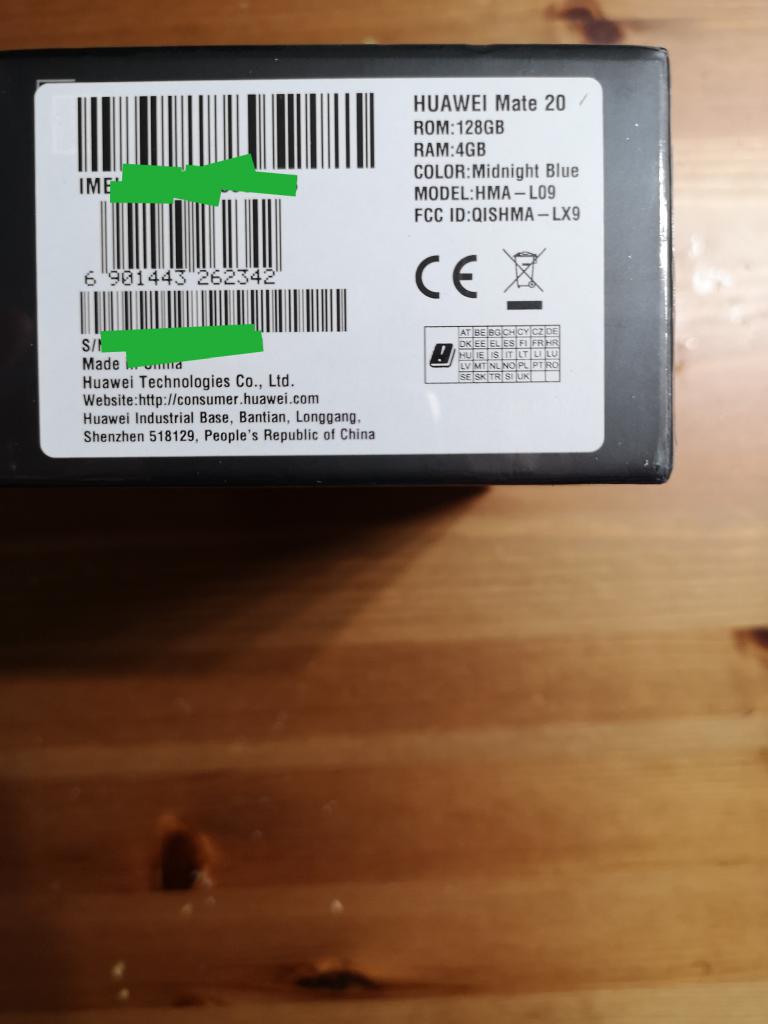 HUAWEI Mate 20
ROM:128GB
RAM:4GB
COLOR:Midnight Blue
MODEL:HMA-L09
FCC ID:QISHMA-LX9
CE
AT BE BG CH CY CZ DE
DK EE EL ES FI FR HR
HU IE IS IT LT LI LU
LV MT NL NO PL PT RO
SE SK TR SI UK
6 901443 262342
Made in China
Huawei Technologies Co., Ltd.
Website:http://consumer.huawei.com
Huawei Industrial Base, Bantian, Longgang,
Shenzhen 518129, People's Republic of China